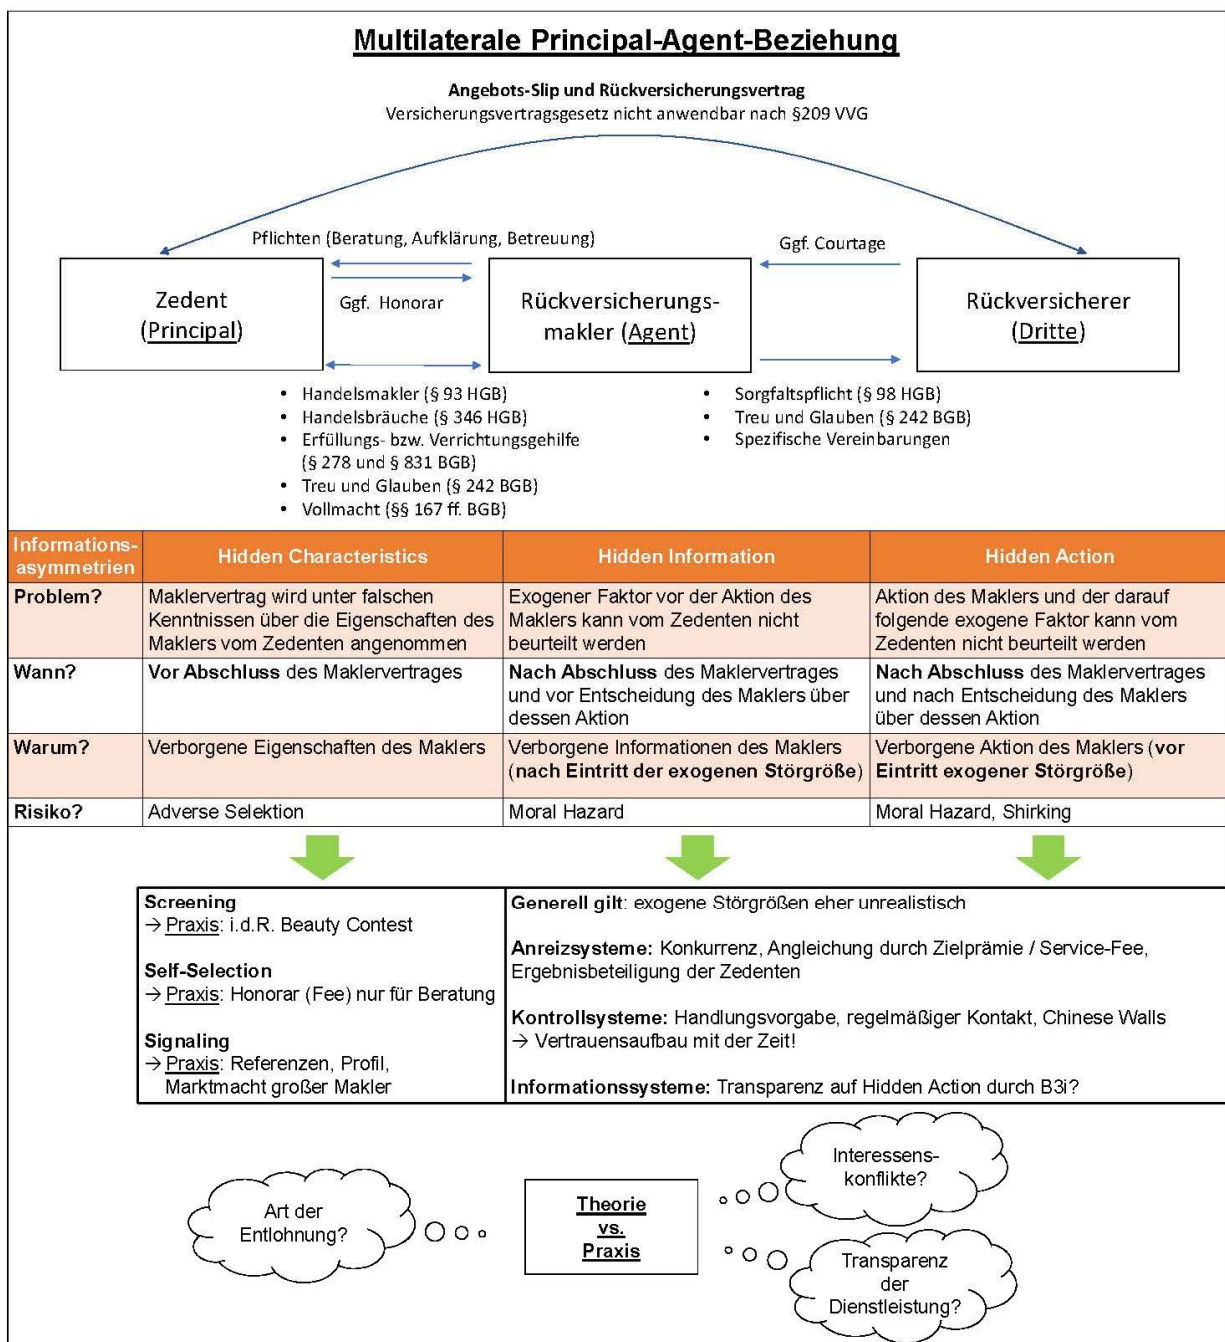 Multilaterale Principal-Agent-Beziehung
Angebots-Slip und Rückversicherungsvertrag
Versicherungsvertragsgesetz nicht anwendbar nach §209 VVG
Pflichten (Beratung, Aufklärung, Betreuung)
Ggf. Courtage
Zedent
(Principal)
Ggf. Honorar
Rückversicherungs-
makler (Agent)
Rückversicherer
(Dritte)
• Handelsmakler (§ 93 HGB)
• Handelsbräuche (§ 346 HGB)
• Erfüllungs- bzw. Verrichtungsgehilfe
(§ 278 und § 831 BGB)
• Treu und Glauben (§ 242 BGB)
• Vollmacht (§§ 167 ff. BGB)
• Sorgfaltspflicht (§ 98 HGB)
• Treu und Glauben (§ 242 BGB)
• Spezifische Vereinbarungen
Informations-
asymmetrien
Hidden Characteristics
Hidden Information
Hidden Action
Problem?
Maklervertrag wird unter falschen
Kenntnissen über die Eigenschaften des
Maklers vom Zedenten angenommen
Exogener Faktor vor der Aktion des
Maklers kann vom Zedenten nicht
beurteilt werden
Aktion des Maklers und der darauf
folgende exogene Faktor kann vom
Zedenten nicht beurteilt werden
Wann?
Vor Abschluss des Maklervertrages
Nach Abschluss des Maklervertrages
und vor Entscheidung des Maklers über
dessen Aktion
Nach Abschluss des Maklervertrages
und nach Entscheidung des Maklers
über dessen Aktion
Warum?
Verborgene Eigenschaften des Maklers
Verborgene Informationen des Maklers
(nach Eintritt der exogenen Störgröße)
Verborgene Aktion des Maklers (vor
Eintritt exogener Störgröße)
Risiko?
Adverse Selektion
Moral Hazard
Moral Hazard, Shirking
Screening
→ Praxis: i.d.R. Beauty Contest
Self-Selection
→ Praxis: Honorar (Fee) nur für Beratung
Signaling
→ Praxis: Referenzen, Profil,
Marktmacht großer Makler
Generell gilt: exogene Störgrößen eher unrealistisch
Anreizsysteme: Konkurrenz, Angleichung durch Zielprämie / Service-Fee,
Ergebnisbeteiligung der Zedenten
Kontrollsysteme: Handlungsvorgabe, regelmäßiger Kontakt, Chinese Walls
→ Vertrauensaufbau mit der Zeit!
Informationssysteme: Transparenz auf Hidden Action durch B3i?
Art der
Entlohnung?
Theorie
vs.
Praxis
Interessens-
konflikte?
Transparenz
der
Dienstleistung?